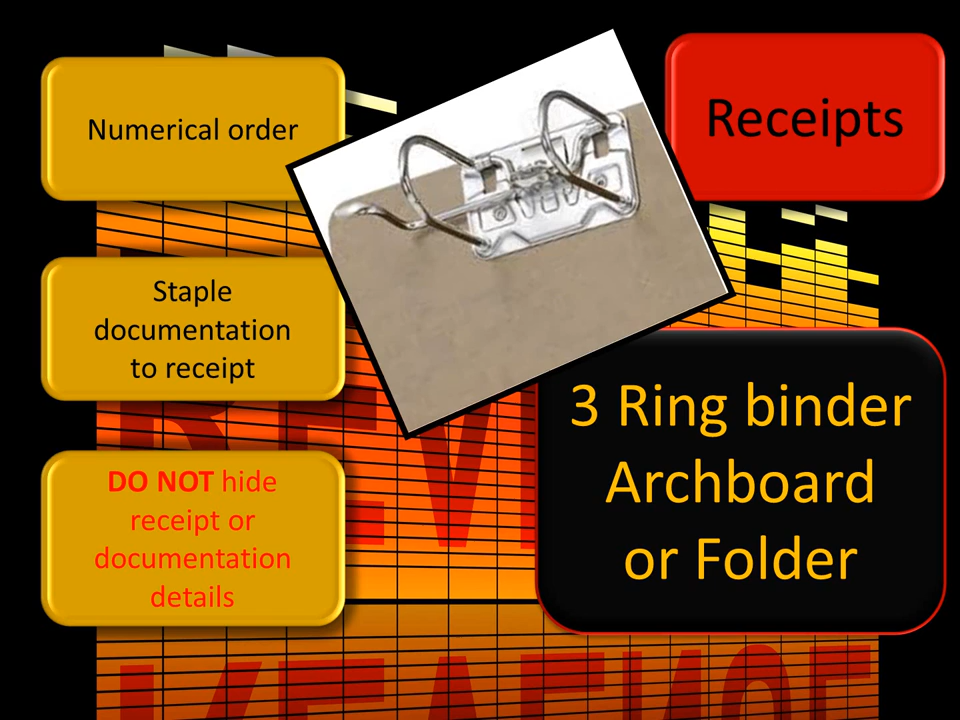 Numerical order
Receipts
Staple
documentation
to receipt
DO NOT hide
receipt or
documentation
details
3 Ring binder
Archboard
or Folder